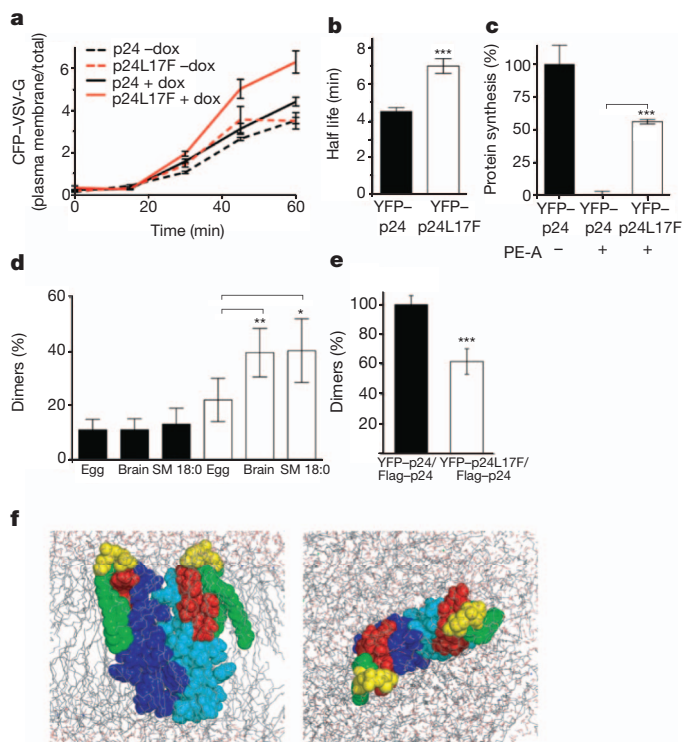 a
p24 –dox
p24L17F –dox
p24 + dox
p24L17F + dox
CFP–VSV-G
(plasma membrane/total)
6
4
2
0
0 20 40 60
Time (min)
b
Half life (min)
8
6
4
2
0
***
YFP–
p24
YFP–
p24L17F
c
Protein synthesis (%)
100
50
0
***
YFP–
p24
YFP–
p24
YFP–
p24L17F
PE-A – + +
d
Dimers (%)
60
40
20
0
**
*
Egg Brain SM 18:0 Egg Brain SM 18:0
e
Dimers (%)
100
80
60
40
20
***
YFP–p24/
Flag–p24
YFP–p24L17F/
Flag–p24
f